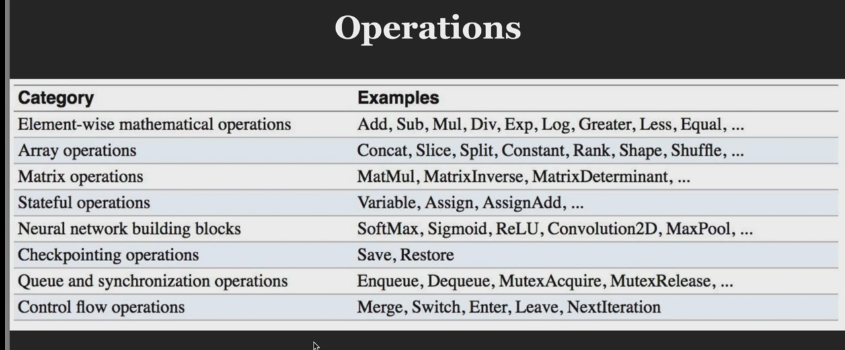 Operations
Category Examples
Element-wise mathematical operations Add, Sub, Mul, Div, Exp, Log, Greater, Less, Equal, ...
Array operations Concat, Slice, Split, Constant, Rank, Shape, Shuffle, ...
Matrix operations MatMul, MatrixInverse, MatrixDeterminant, ...
Stateful operations Variable, Assign, AssignAdd, ...
Neural network building blocks SoftMax, Sigmoid, ReLU, Convolution2D, MaxPool, ...
Checkpointing operations Save, Restore
Queue and synchronization operations Enqueue, Dequeue, MutexAcquire, MutexRelease, ...
Control flow operations Merge, Switch, Enter, Leave, NextIteration